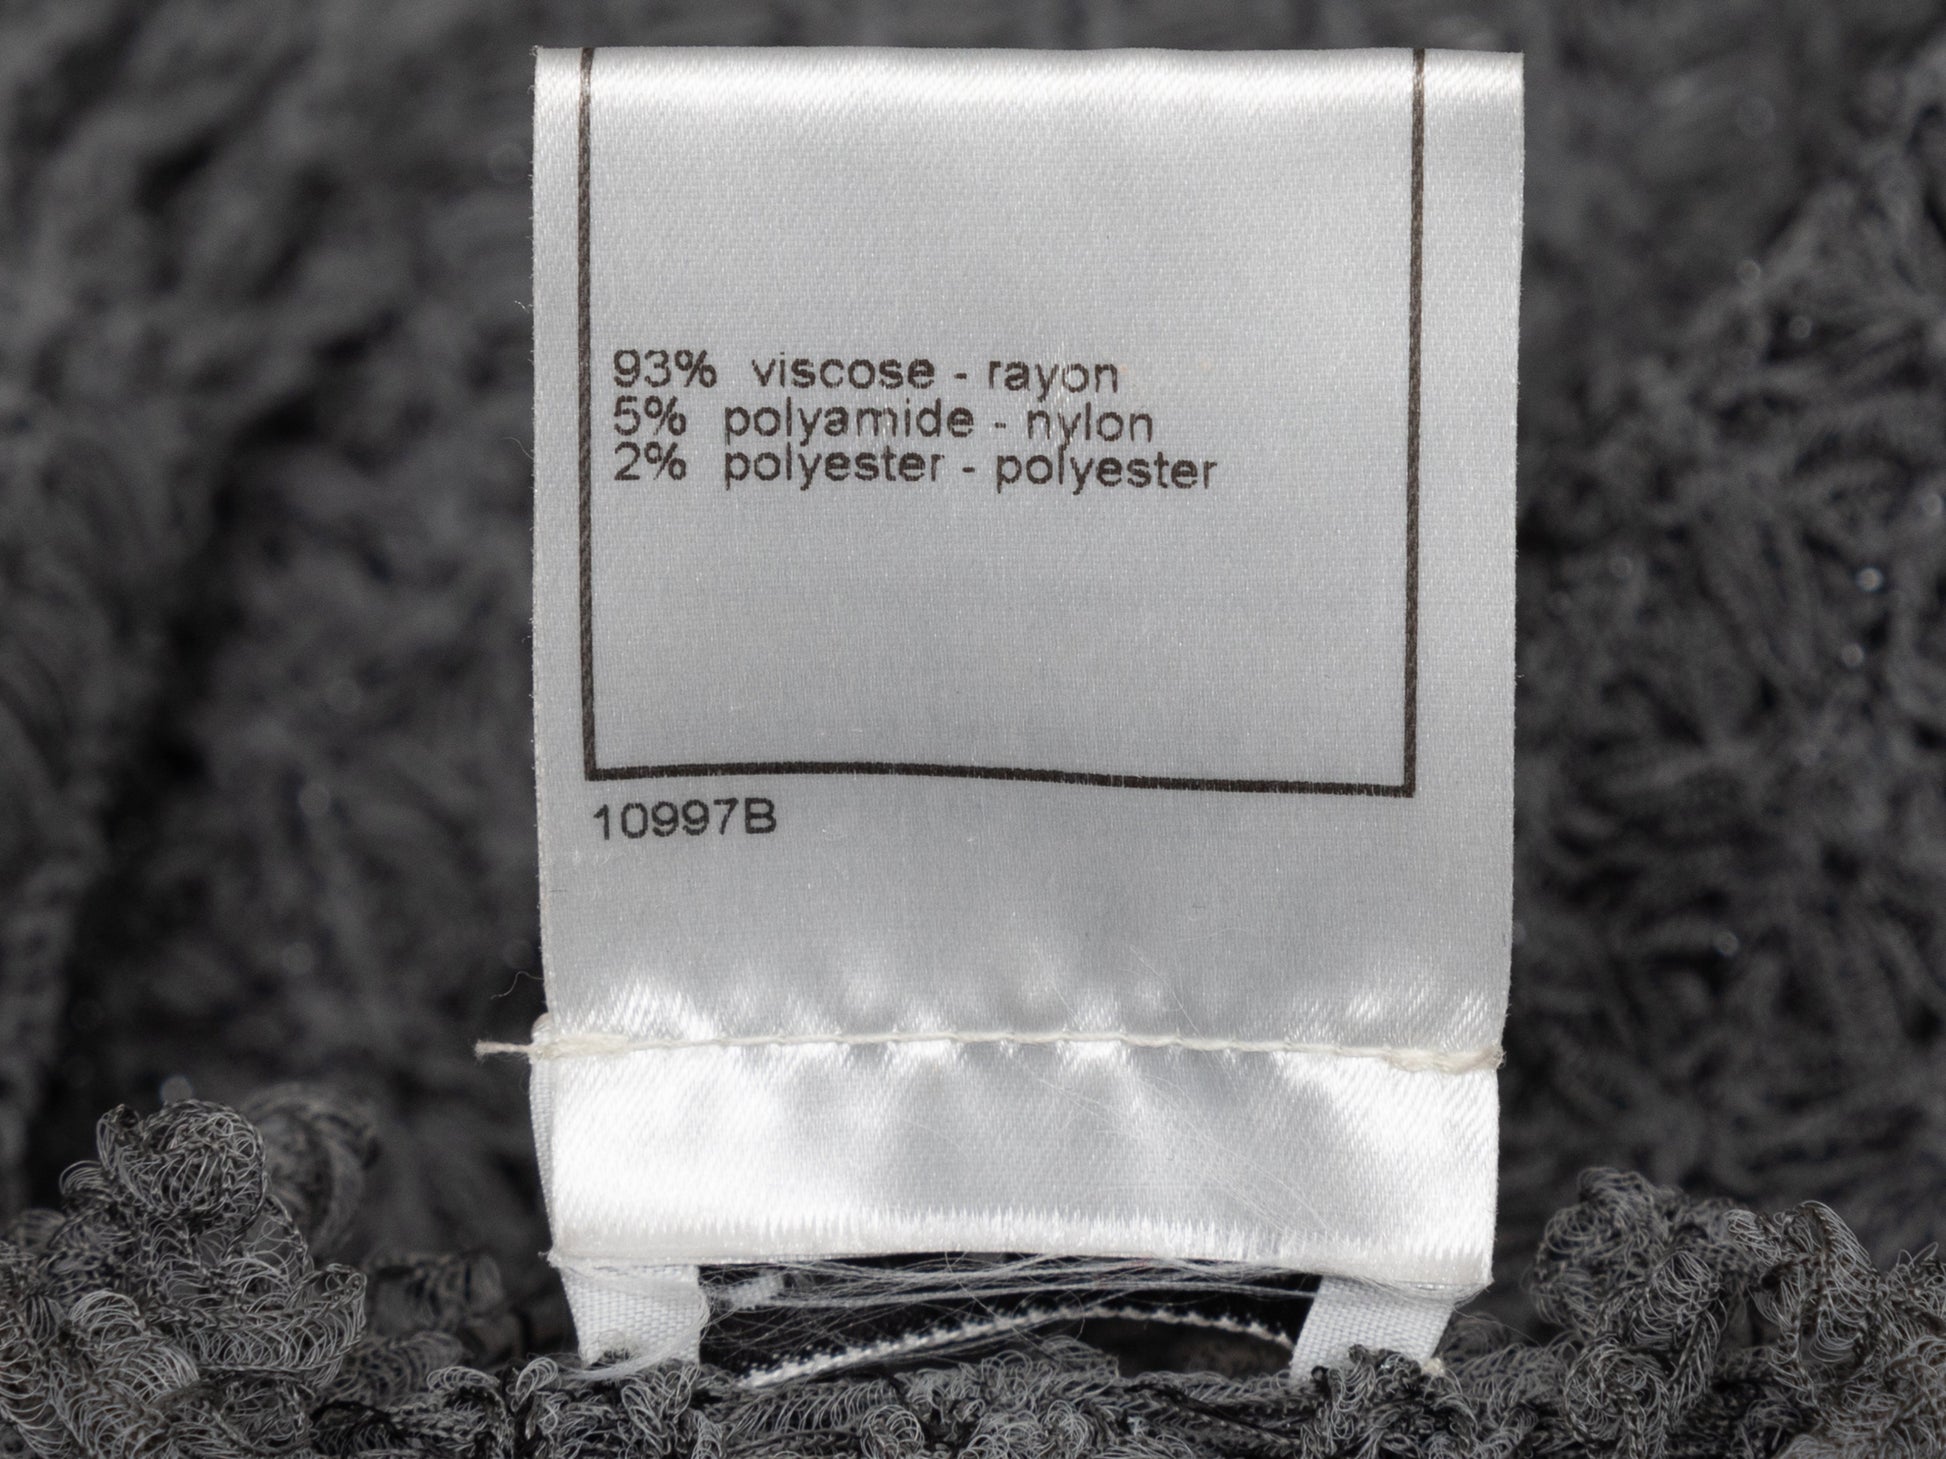 93% viscose - rayon
5% polyamide - nylon
2% polyester - polyester
10997B